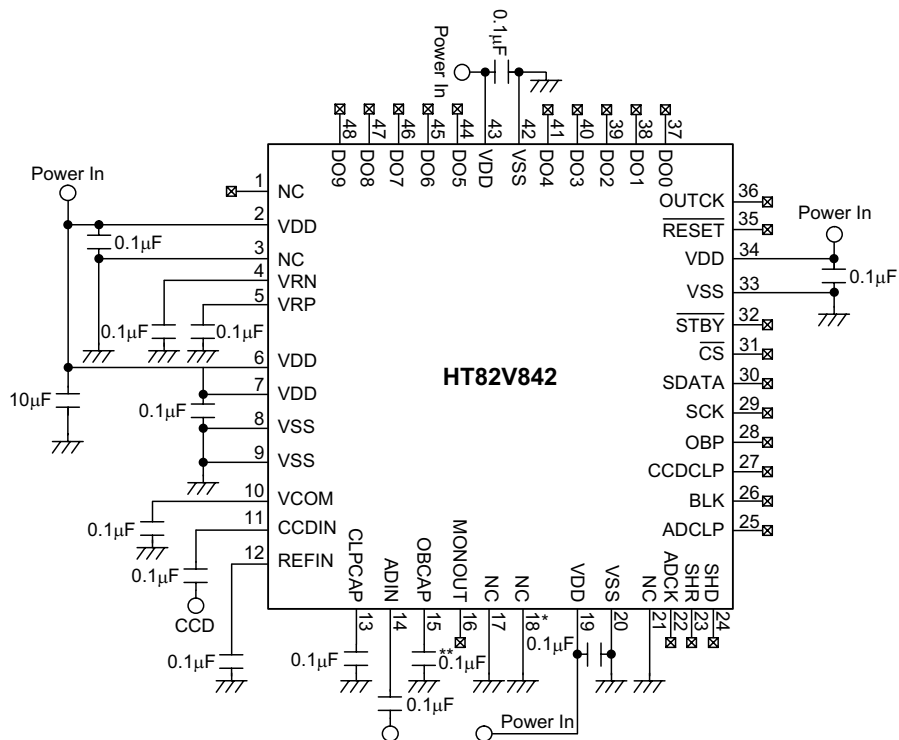 Power In
0.1µF
48
47
46
45
44
43
42
41
40
39
38
37
DO9
DO8
DO7
DO6
DO5
VDD
VSS
DO4
DO3
DO2
DO1
DO0
Power In
1 NC
2 VDD
0.1µF
3 NC
4 VRN
5 VRP
0.1µF 0.1µF
6 VDD
10µF
7 VDD
0.1µF
8 VSS
9 VSS
10 VCOM
0.1µF
11 CCDIN
0.1µF
CCD
12 REFIN
0.1µF
HT82V842
OUTCK 36
RESET 35
Power In
VDD 34
0.1µF
VSS 33
STBY 32
CS 31
SDATA 30
SCK 29
OBP 28
CCDCLP 27
BLK 26
ADCLP 25
CLPCAP
ADIN
OBCAP
MONOUT
NC
NC
VDD
VSS
NC
ADCK
SHR
SHD
13
14
15
16
17
18*
19
20
21
22
23
24
0.1µF
**
0.1µF
0.1µF
0.1µF
Power In